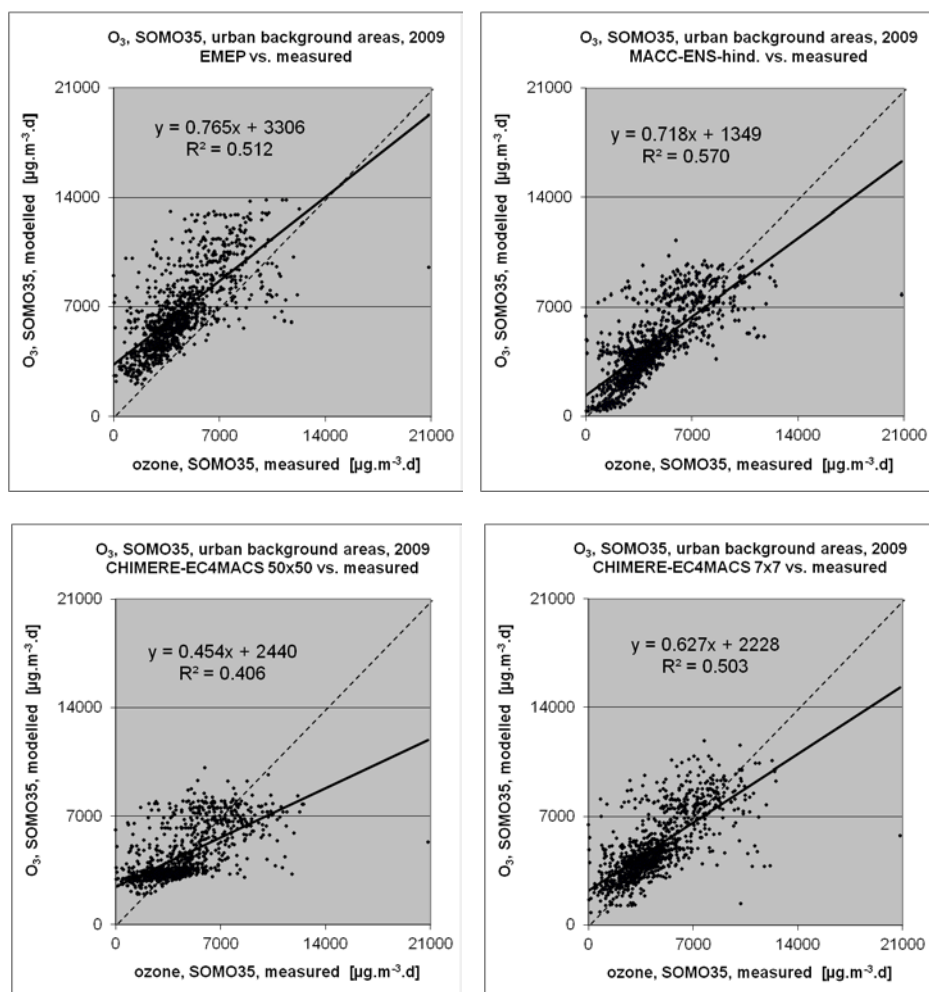 O₃, SOMO35, urban background areas, 2009
EMEP vs. measured
O₃, SOMO35, modelled [µg.m⁻³.d]
21000
14000
7000
0
y = 0.765x + 3306
R² = 0.512
0 7000 14000 21000
ozone, SOMO35, measured [µg.m⁻³.d]
O₃, SOMO35, urban background areas, 2009
MACC-ENS-hind. vs. measured
O₃, SOMO35, modelled [µg.m⁻³.d]
21000
14000
7000
0
y = 0.718x + 1349
R² = 0.570
0 7000 14000 21000
ozone, SOMO35, measured [µg.m⁻³.d]
O₃, SOMO35, urban background areas, 2009
CHIMERE-EC4MACS 50x50 vs. measured
O₃, SOMO35, modelled [µg.m⁻³.d]
21000
14000
7000
0
y = 0.454x + 2440
R² = 0.406
0 7000 14000 21000
ozone, SOMO35, measured [µg.m⁻³.d]
O₃, SOMO35, urban background areas, 2009
CHIMERE-EC4MACS 7x7 vs. measured
O₃, SOMO35, modelled [µg.m⁻³.d]
21000
14000
7000
0
y = 0.627x + 2228
R² = 0.503
0 7000 14000 21000
ozone, SOMO35, measured [µg.m⁻³.d]